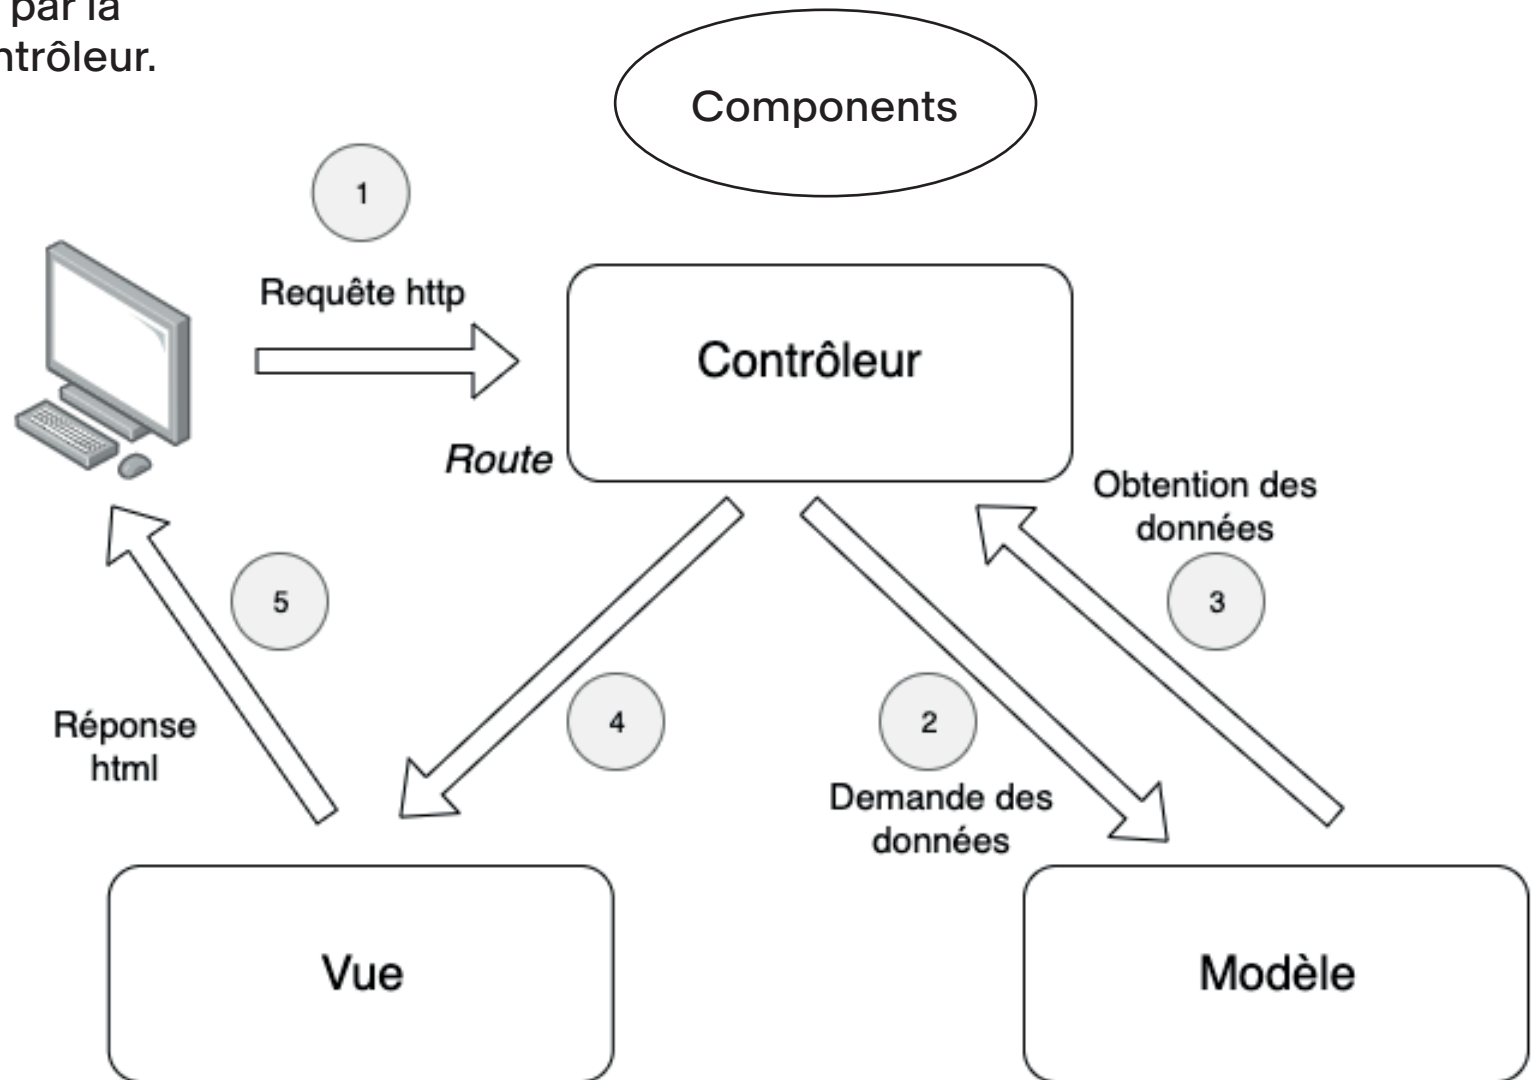 par la
ntrôleur.
Components
1
Requête http
Contrôleur
Route
Obtention des
données
3
5
4
2
Réponse
html
Demande des
données
Vue
Modèle